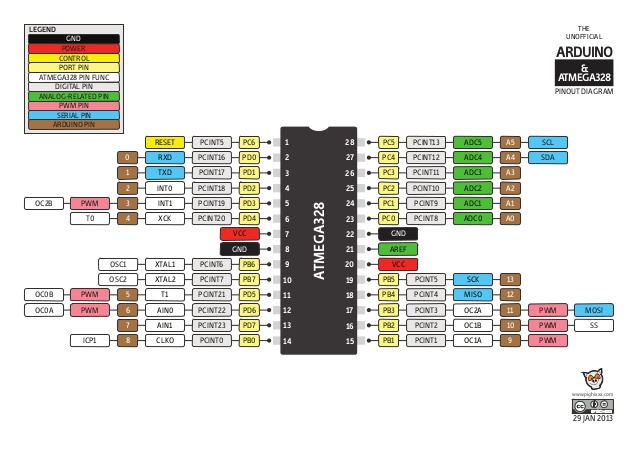 LEGEND
GND
POWER
CONTROL
PORT PIN
ATMEGA328 PIN FUNC
DIGITAL PIN
ANALOG-RELATED PIN
PWM PIN
SERIAL PIN
ARDUINO PIN
THE
UNOFFICIAL
ARDUINO
&
ATMEGA328
PINOUT DIAGRAM
ATMEGA328
RESET PCINT5 PC6 1 28 PC5 PCINT13 ADC5 A5 SCL
0 RXD PCINT16 PD0 2 27 PC4 PCINT12 ADC4 A4 SDA
1 TXD PCINT17 PD1 3 26 PC3 PCINT11 ADC3 A3
2 INT0 PCINT18 PD2 4 25 PC2 PCINT10 ADC2 A2
OC2B PWM 3 INT1 PCINT19 PD3 5 24 PC1 PCINT9 ADC1 A1
T0 4 XCK PCINT20 PD4 6 23 PC0 PCINT8 ADC0 A0
VCC 7 22 GND
GND 8 21 AREF
OSC1 XTAL1 PCINT6 PB6 9 20 VCC
OSC2 XTAL2 PCINT7 PB7 10 19 PB5 PCINT5 SCK 13
OC0B PWM 5 T1 PCINT21 PD5 11 18 PB4 PCINT4 MISO 12
OC0A PWM 6 AIN0 PCINT22 PD6 12 17 PB3 PCINT3 OC2A 11 PWM MOSI
7 AIN1 PCINT23 PD7 13 16 PB2 PCINT2 OC1B 10 PWM SS
ICP1 8 CLKO PCINT0 PB0 14 15 PB1 PCINT1 OC1A 9 PWM
www.pighixxx.com
cc
29 JAN 2013